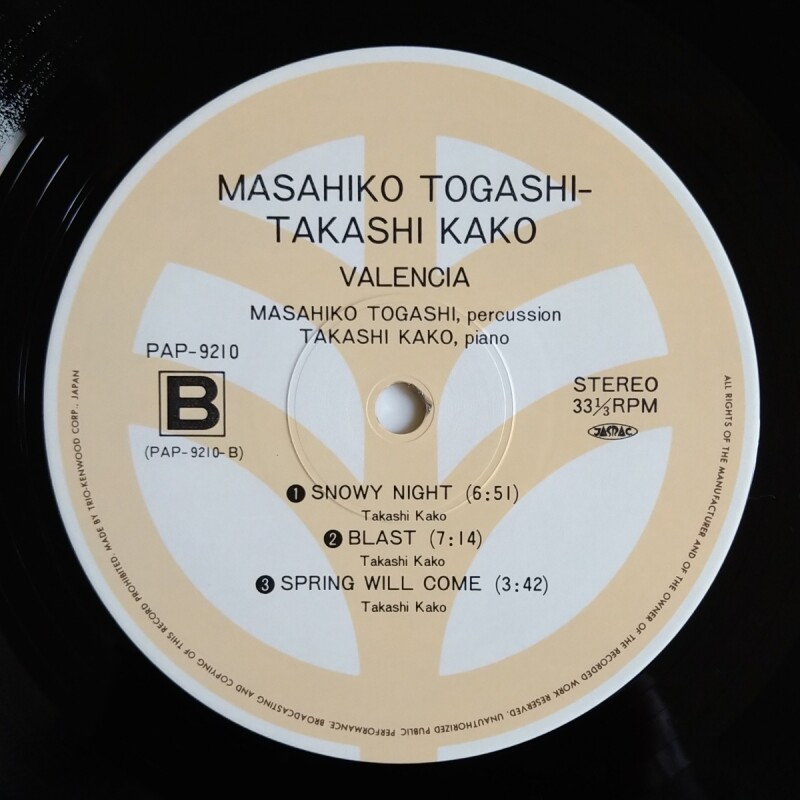 MASAHIKO TOGASHI-
TAKASHI KAKO
VALENCIA
MASAHIKO TOGASHI, percussion
TAKASHI KAKO, piano
PAP-9210
B
(PAP-9210-B)
STEREO
33⅓RPM
JASRAC
❶ SNOWY NIGHT (6:51)
Takashi Kako
❷ BLAST (7:14)
Takashi Kako
❸ SPRING WILL COME (3:42)
Takashi Kako
ALL RIGHTS OF THE MANUFACTURER AND OF THE OWNER OF THE RECORDED WORK RESERVED. UNAUTHORIZED PUBLIC PERFORMANCE. BROADCASTING AND COPYING OF THIS RECORD PROHIBITED. MADE BY TRIO-KENWOOD CORP., JAPAN